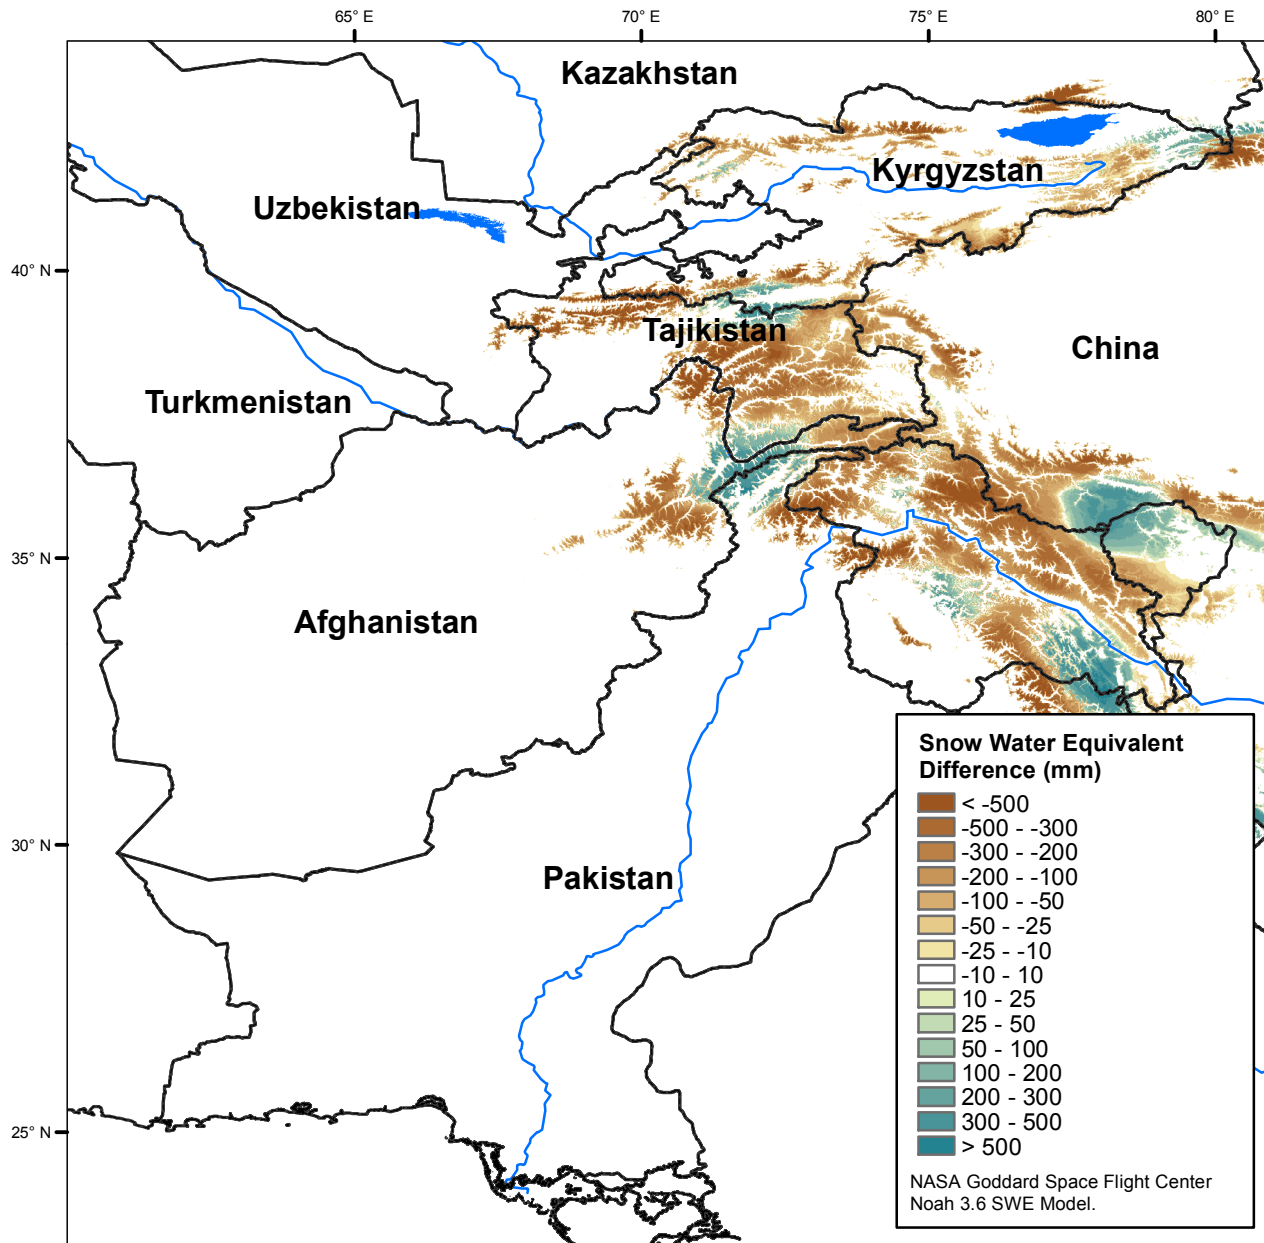 65° E
70° E
75° E
80° E
Kazakhstan
Kyrgyzstan
Uzbekistan
40° N
Tajikistan
China
Turkmenistan
35° N
Afghanistan
Snow Water Equivalent
Difference (mm)
< -500
-500 - -300
-300 - -200
-200 - -100
-100 - -50
-50 - -25
-25 - -10
-10 - 10
10 - 25
25 - 50
50 - 100
100 - 200
200 - 300
300 - 500
> 500
NASA Goddard Space Flight Center
Noah 3.6 SWE Model.
30° N
Pakistan
25° N